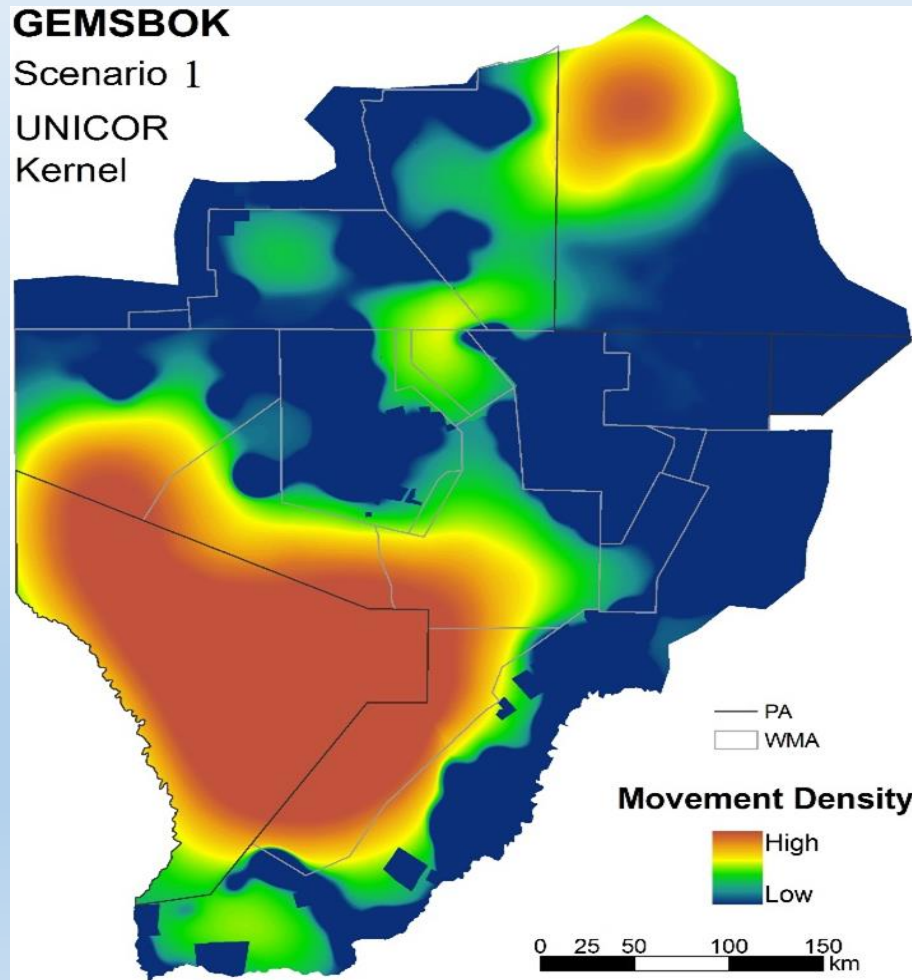 GEMSBOK
Scenario 1
UNICOR
Kernel
PA
WMA
Movement Density
High
Low
0 25 50 100 150
km